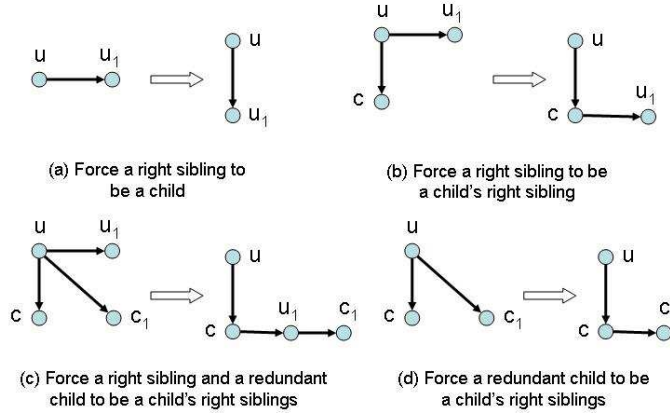 u u₁
u
u₁
(a) Force a right sibling to
be a child
u u₁
c
u
c u₁
(b) Force a right sibling to be
a child's right sibling
u u₁
c c₁
u
c u₁ c₁
(c) Force a right sibling and a redundant
child to be a child's right siblings
u
c c₁
u
c c
(d) Force a redundant child to be
a child's right siblings